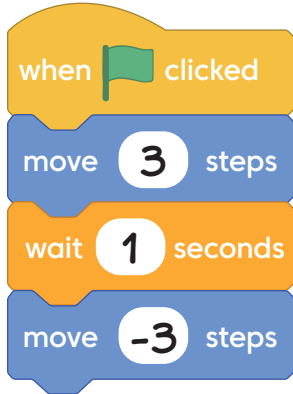 when clicked
move 3 steps
wait 1 seconds
move -3 steps